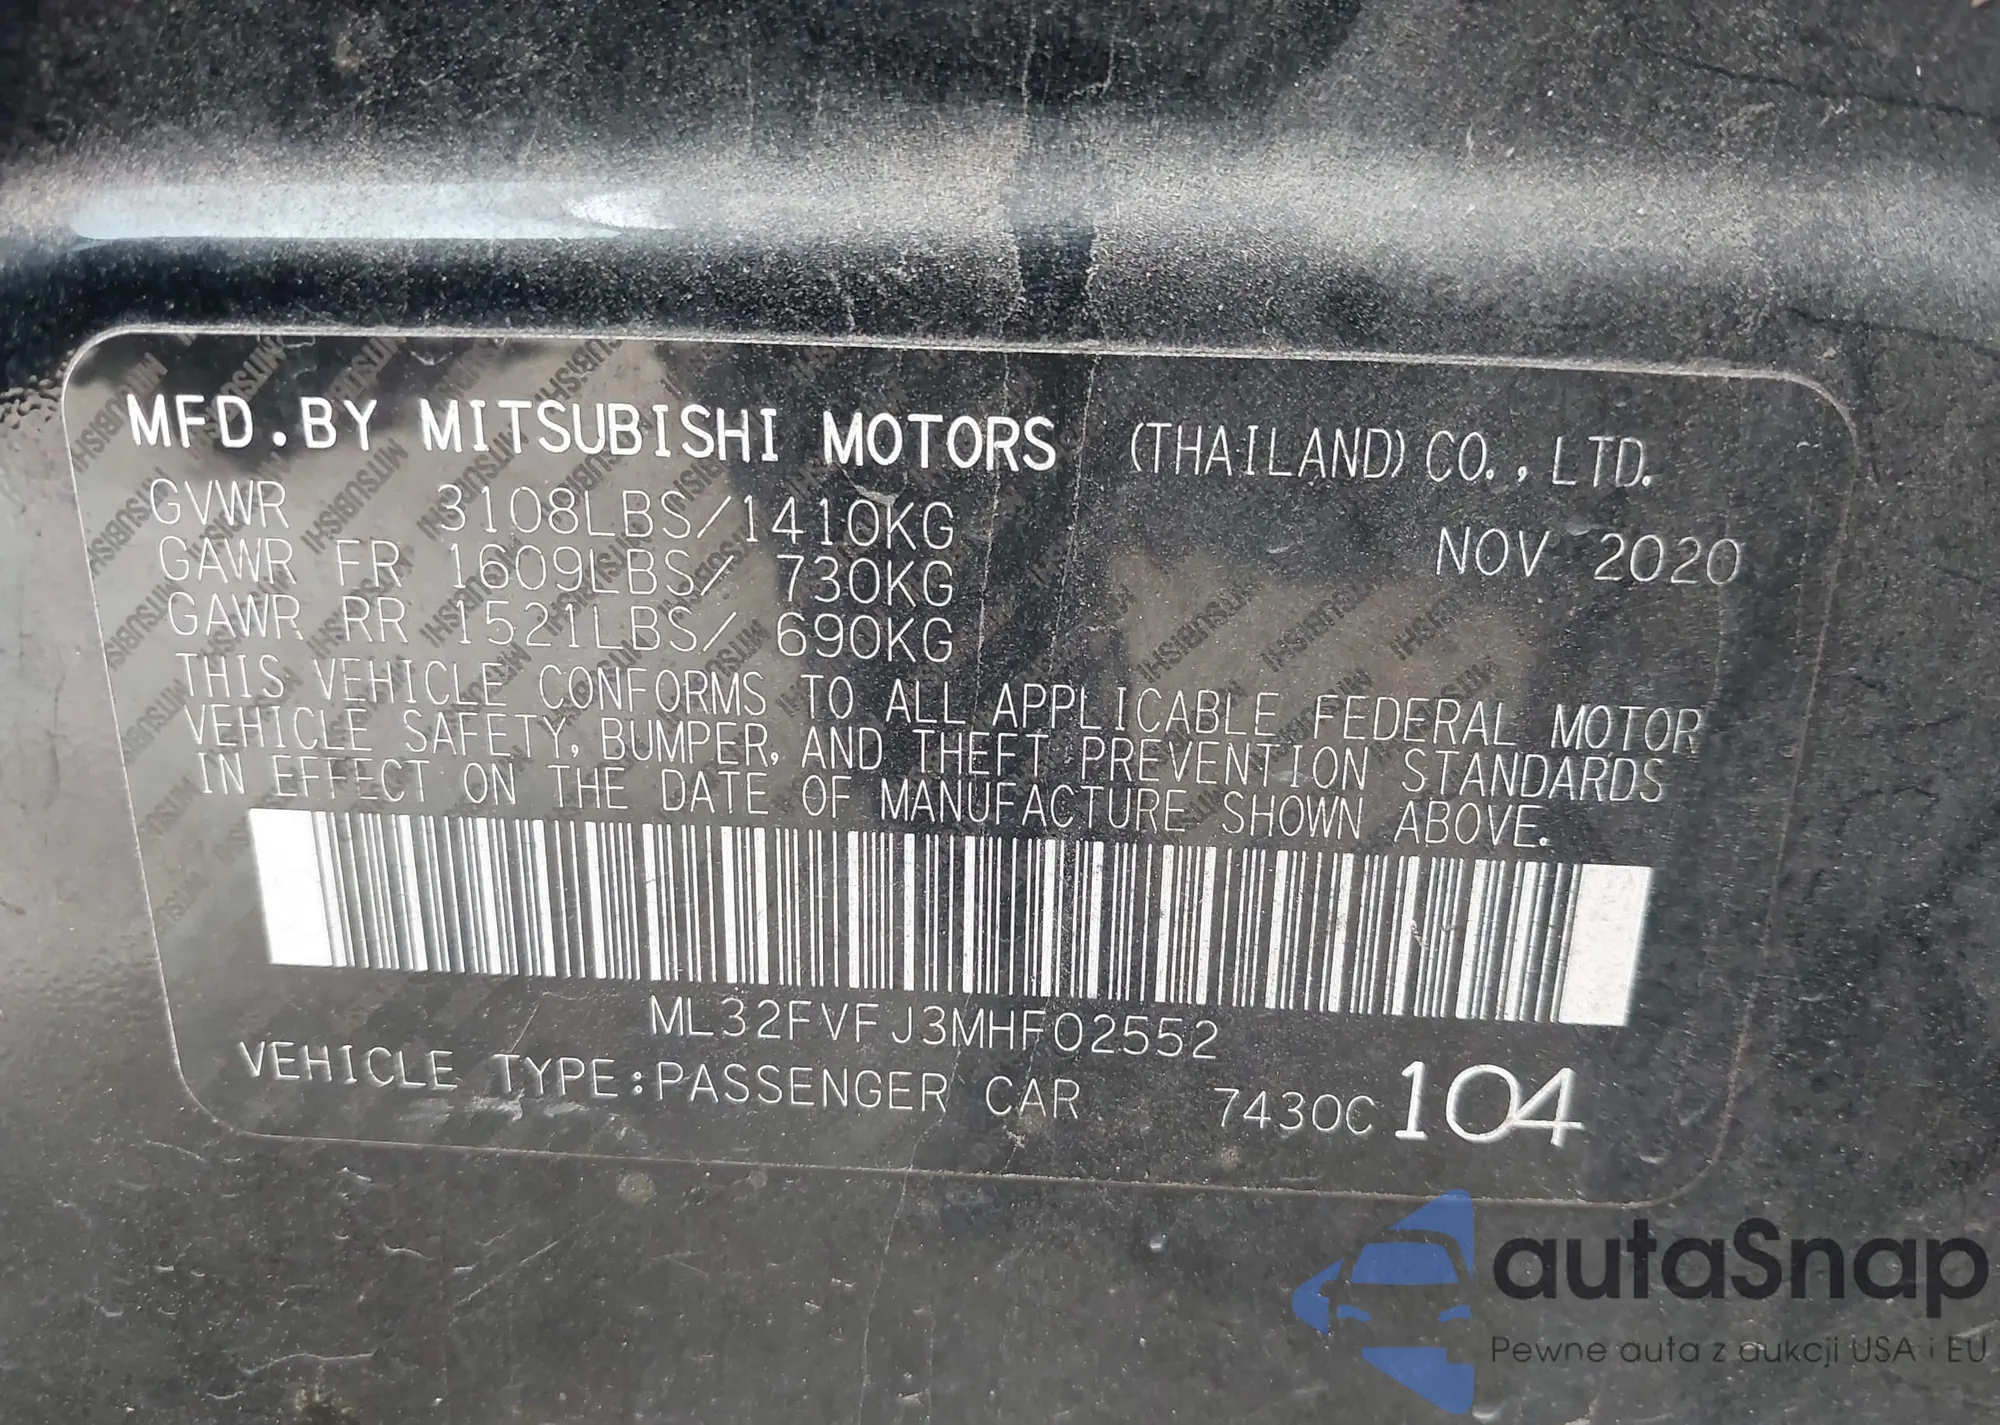 MFD.BY MITSUBISHI MOTORS (THAILAND) CO., LTD.
GVWR 3108LBS/1410KG
NOV 2020
GAWR FR 1609LBS/ 730KG
GAWR RR 1521LBS/ 690KG
THIS VEHICLE CONFORMS TO ALL APPLICABLE FEDERAL MOTOR
VEHICLE SAFETY, BUMPER, AND THEFT PREVENTION STANDARDS
IN EFFECT ON THE DATE OF MANUFACTURE SHOWN ABOVE.
ML32FVFJ3MHF02552
VEHICLE TYPE:PASSENGER CAR 7430C 104
autaSnap
Pewne auta z aukcji USA i EU